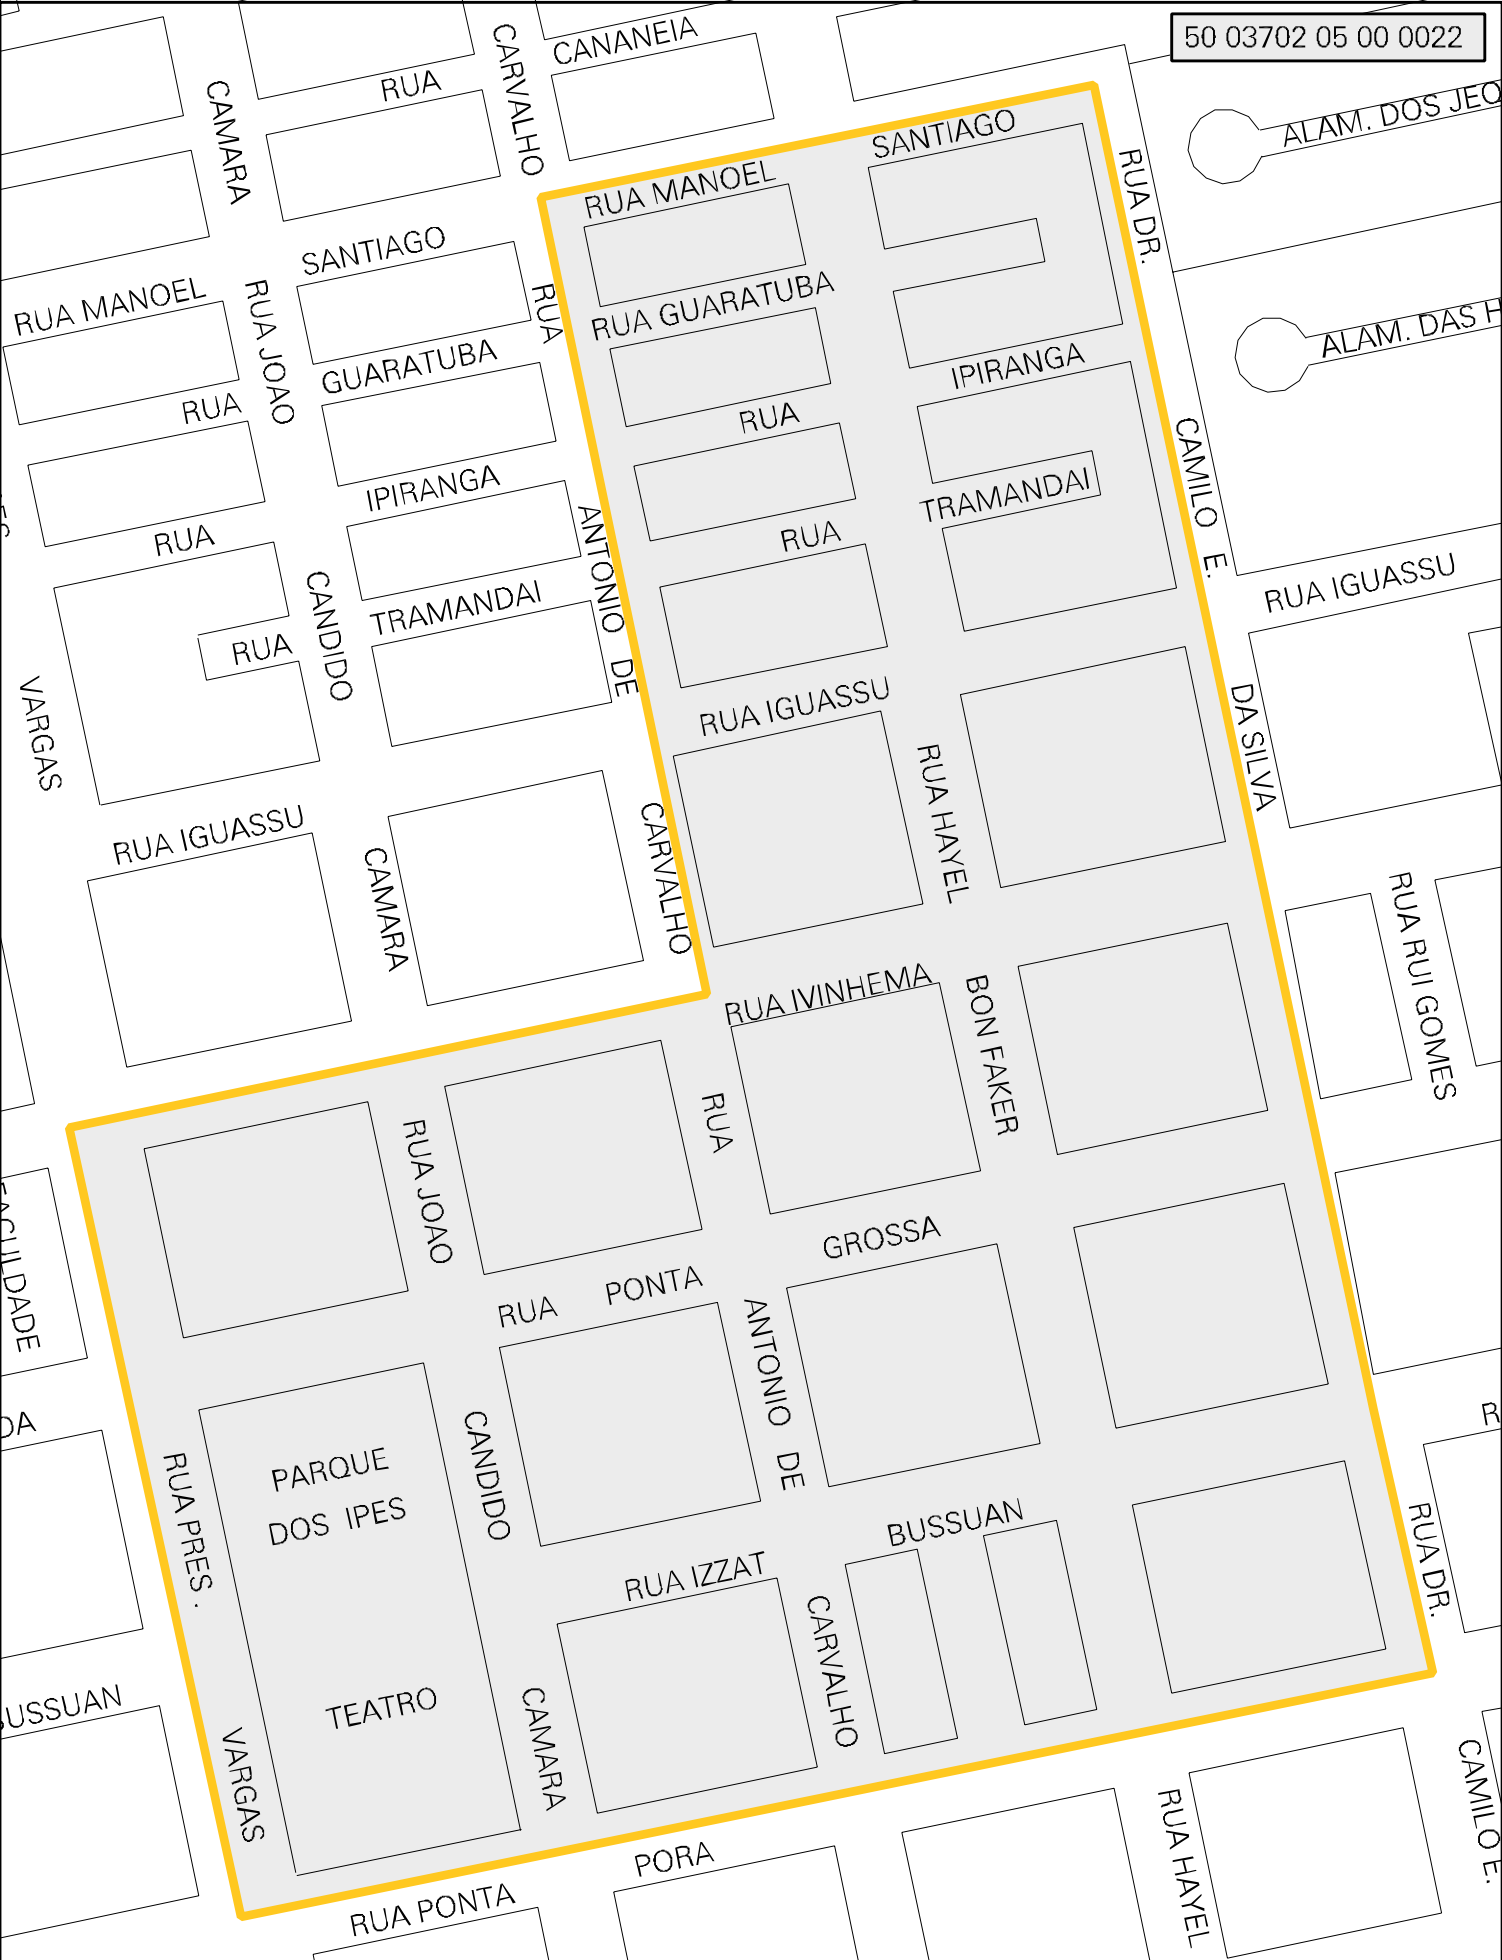 50 03702 05 00 0022
CANANEIA
RUA
CARVALHO
CAMARA
ALAM. DOS JEQ
SANTIAGO
RUA MANOEL
RUA DR.
SANTIAGO
RUA MANOEL
RUA JOAO
RUA
RUA GUARATUBA
ALAM. DAS H
GUARATUBA
IPIRANGA
RUA
RUA
CAMILO E.
IPIRANGA
TRAMANDAI
ANTONIO DE
RUA
RUA
RUA IGUASSU
TRAMANDAI
CANDIDO
RUA
VARGAS
RUA IGUASSU
DA SILVA
RUA HAYEL
RUA IGUASSU
CARVALHO
CAMARA
RUA RUI GOMES
RUA IVINHEMA
BON FAKER
RUA
RUA JOAO
FACULDADE
GROSSA
RUA PONTA
ANTONIO DE
DA
R
PARQUE
DOS IPES
CANDIDO
RUA PRES .
BUSSUAN
RUA DR.
RUA IZZAT
CARVALHO
TEATRO
CAMARA
BUSSUAN
VARGAS
CAMILO E.
RUA HAYEL
PORA
RUA PONTA